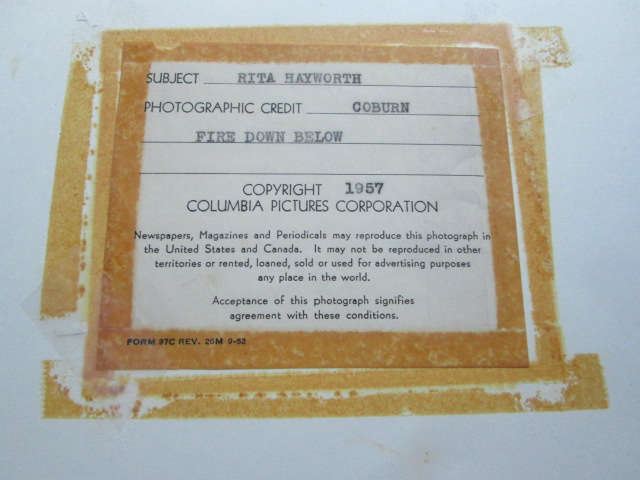 SUBJECT RITA HAYWORTH
PHOTOGRAPHIC CREDIT COBURN
FIRE DOWN BELOW
COPYRIGHT 1957
COLUMBIA PICTURES CORPORATION
Newspapers, Magazines and Periodicals may reproduce this photograph in
the United States and Canada. It may not be reproduced in other
territories or rented, loaned, sold or used for advertising purposes
any place in the world.
Acceptance of this photograph signifies
agreement with these conditions.
FORM 97C REV. 25M 9-52